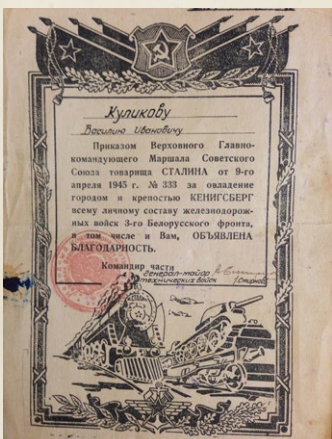 Куликову
Василию Ивановичу
Приказом Верховного Главно-
командующего Маршала Советского
Союза товарища СТАЛИНА от 9-го
апреля 1945 г. № 333 за овладение
городом и крепостью КЕНИГСБЕРГ
всему личному составу железнодорож-
ных войск 3-го Белорусского фронта,
в том числе и Вам, ОБЪЯВЛЕНА
БЛАГОДАРНОСТЬ.
Командир части
Генерал-майор
технических войск